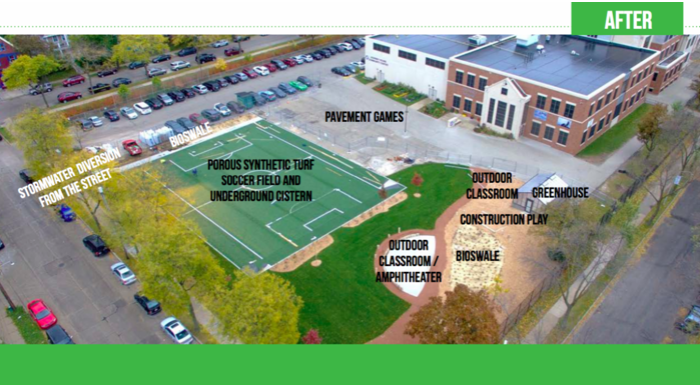 AFTER
PAVEMENT GAMES
BIOSWALE
STORMWATER DIVERSION
FROM THE STREET
POROUS SYNTHETIC TURF
SOCCER FIELD AND
UNDERGROUND CISTERN
OUTDOOR
CLASSROOM
GREENHOUSE
CONSTRUCTION PLAY
OUTDOOR
CLASSROOM /
AMPHITHEATER
BIOSWALE